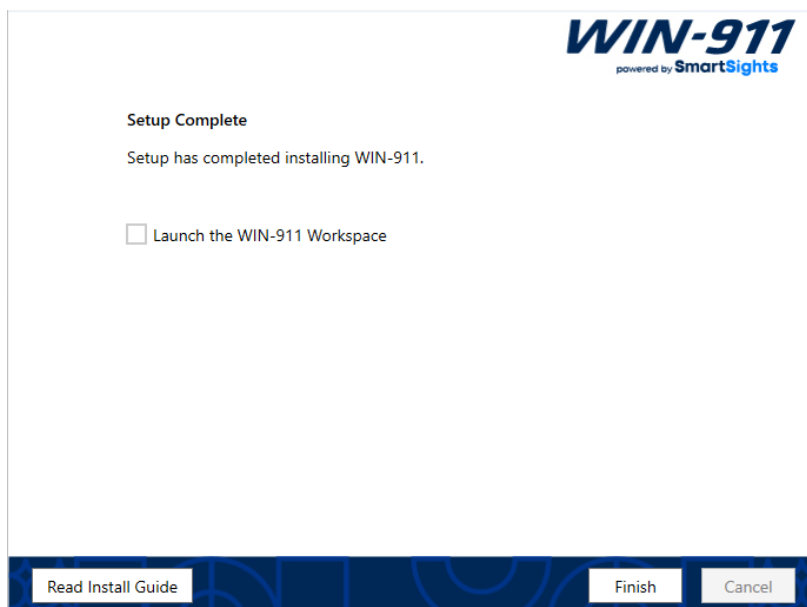 WIN-911
powered by SmartSights
Setup Complete
Setup has completed installing WIN-911.
Launch the WIN-911 Workspace
Read Install Guide
Finish
Cancel